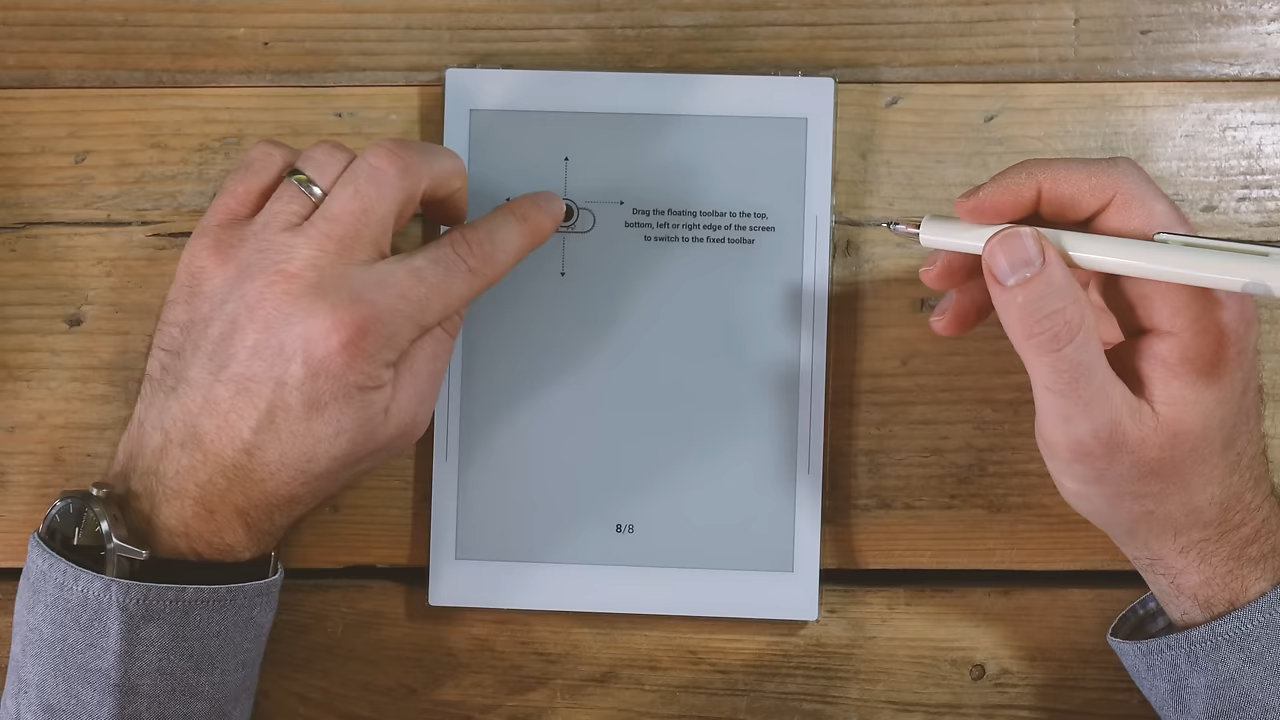 Drag the floating toolbar to the top,
bottom, left or right edge of the screen
to switch to the fixed toolbar
8/8